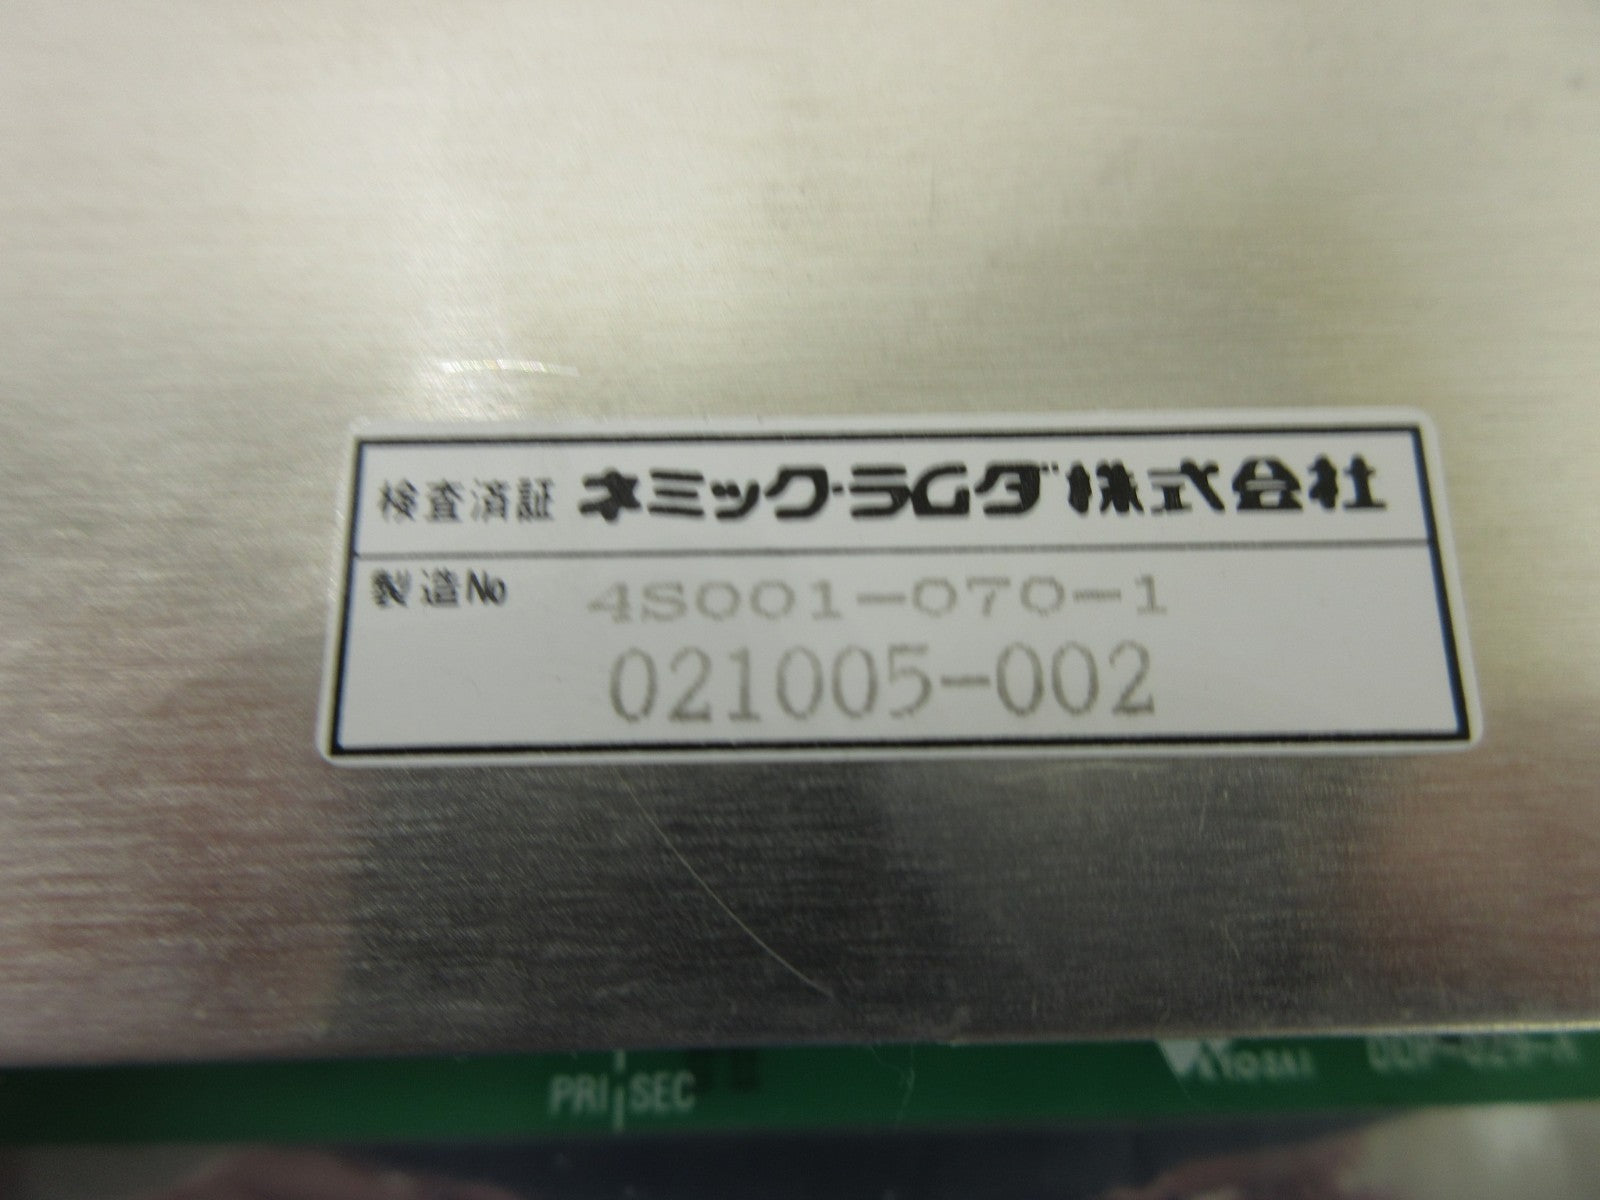 検査済証 ネミック・ラムダ株式会社
製造No 4S001-070-1
021005-002
PRI SEC